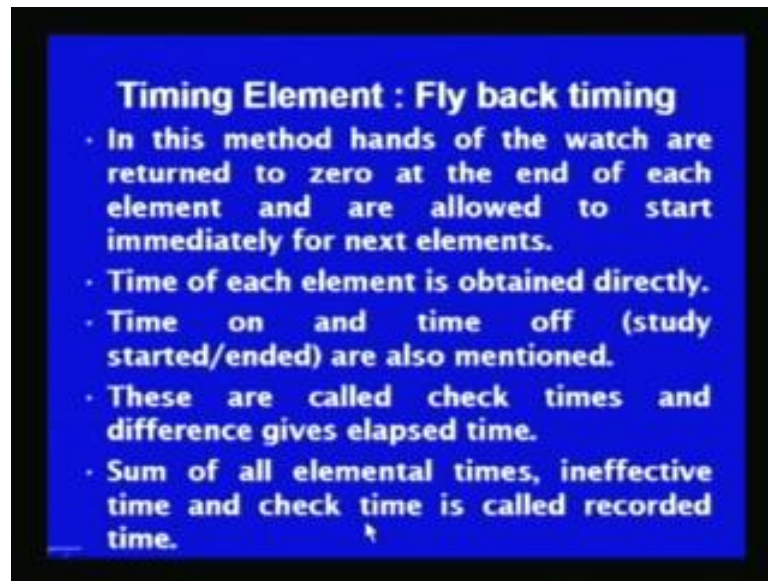 Timing Element : Fly back timing
· In this method hands of the watch are
returned to zero at the end of each
element and are allowed to start
immediately for next elements.
· Time of each element is obtained directly.
· Time on and time off (study
started/ended) are also mentioned.
· These are called check times and
difference gives elapsed time.
· Sum of all elemental times, ineffective
time and check time is called recorded
time.